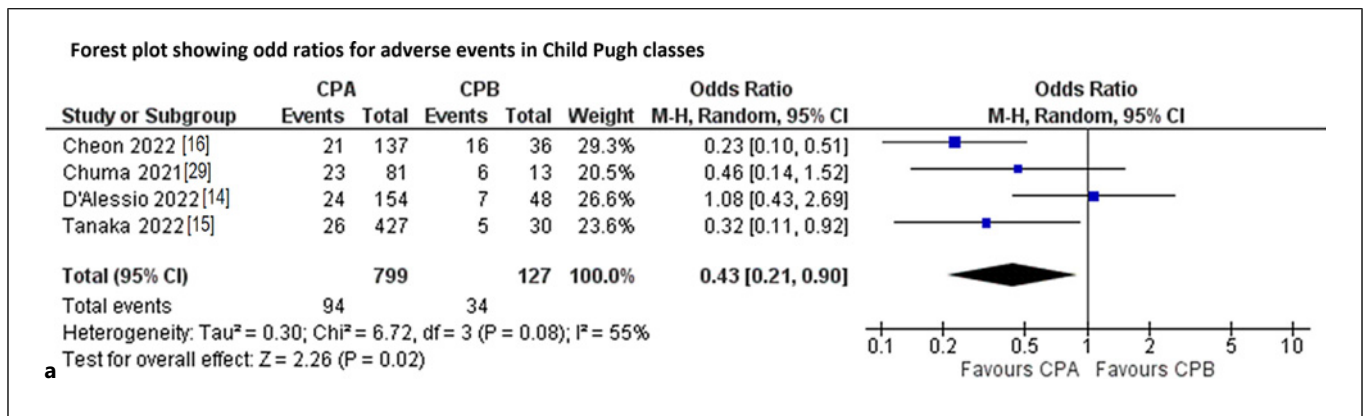 Forest plot showing odd ratios for adverse events in Child Pugh classes
CPA CPB Odds Ratio Odds Ratio
Study or Subgroup Events Total Events Total Weight M-H, Random, 95% CI M-H, Random, 95% CI
Cheon 2022 [16] 21 137 16 36 29.3% 0.23 [0.10, 0.51]
Chuma 2021[29] 23 81 6 13 20.5% 0.46 [0.14, 1.52]
D'Alessio 2022[14] 24 154 7 48 26.6% 1.08 [0.43, 2.69]
Tanaka 2022[15] 26 427 5 30 23.6% 0.32 [0.11, 0.92]
Total (95% CI) 799 127 100.0% 0.43 [0.21, 0.90]
Total events 94 34
Heterogeneity: Tau² = 0.30; Chi² = 6.72, df = 3 (P = 0.08); I² = 55%
Test for overall effect: Z = 2.26 (P = 0.02)
0.1 0.2 0.5 1 2 5 10
Favours CPA Favours CPB
a